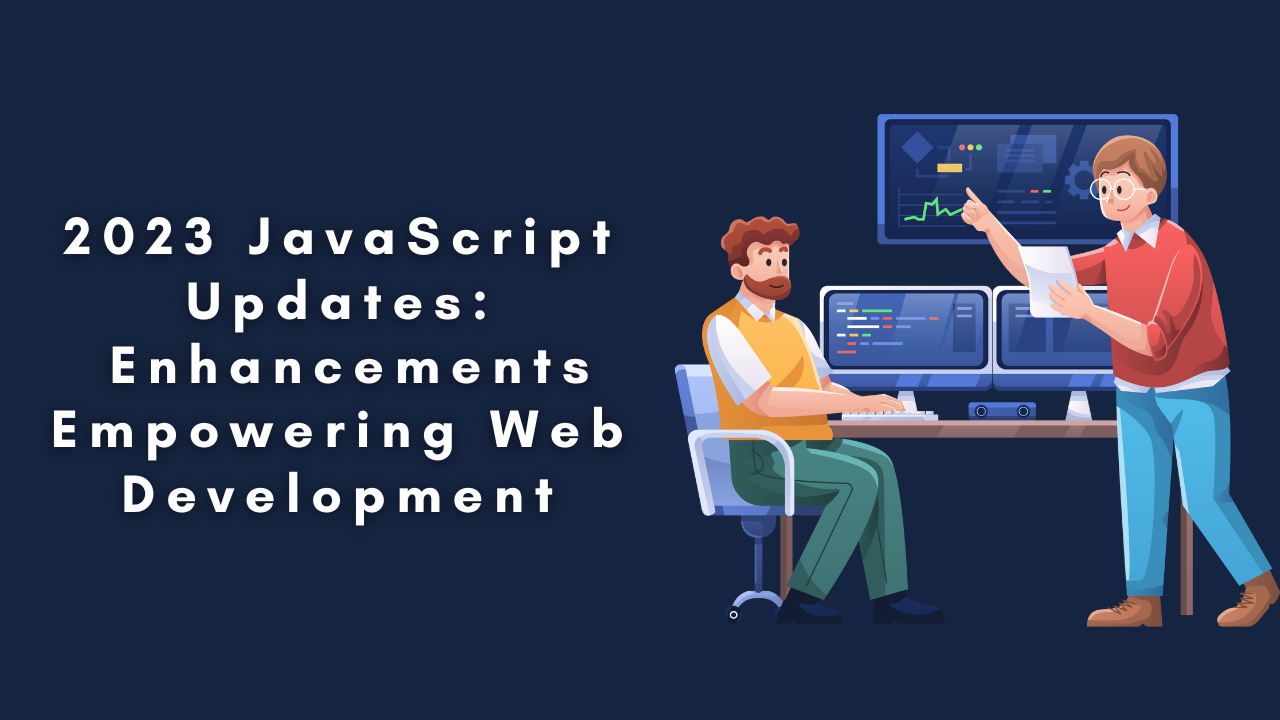 2023 JavaScript
Updates:
Enhancements
Empowering Web
Development